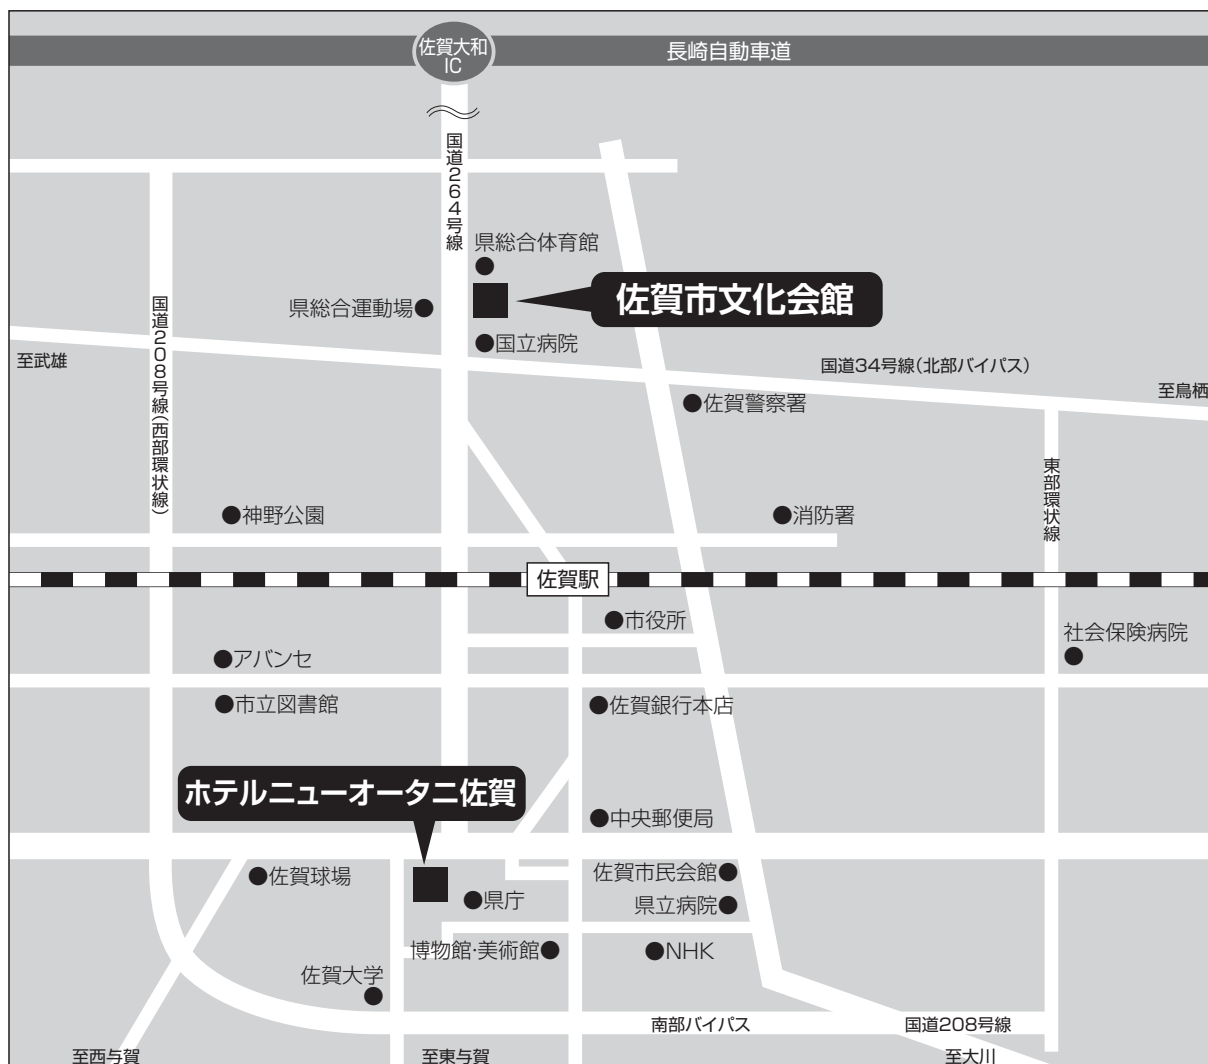 佐賀大和
IC
長崎自動車道
国道264号線
県総合体育館
佐賀市文化会館
県総合運動場
国道208号線(西部環状線)
国立病院
至武雄
国道34号線(北部バイパス)
至鳥栖
佐賀警察署
東部環状線
神野公園
消防署
佐賀駅
市役所
社会保険病院
アバンセ
市立図書館
佐賀銀行本店
ホテルニューオータニ佐賀
中央郵便局
佐賀球場
佐賀市民会館
県庁
県立病院
博物館・美術館
NHK
佐賀大学
南部バイパス
国道208号線
至西与賀
至東与賀
至大川